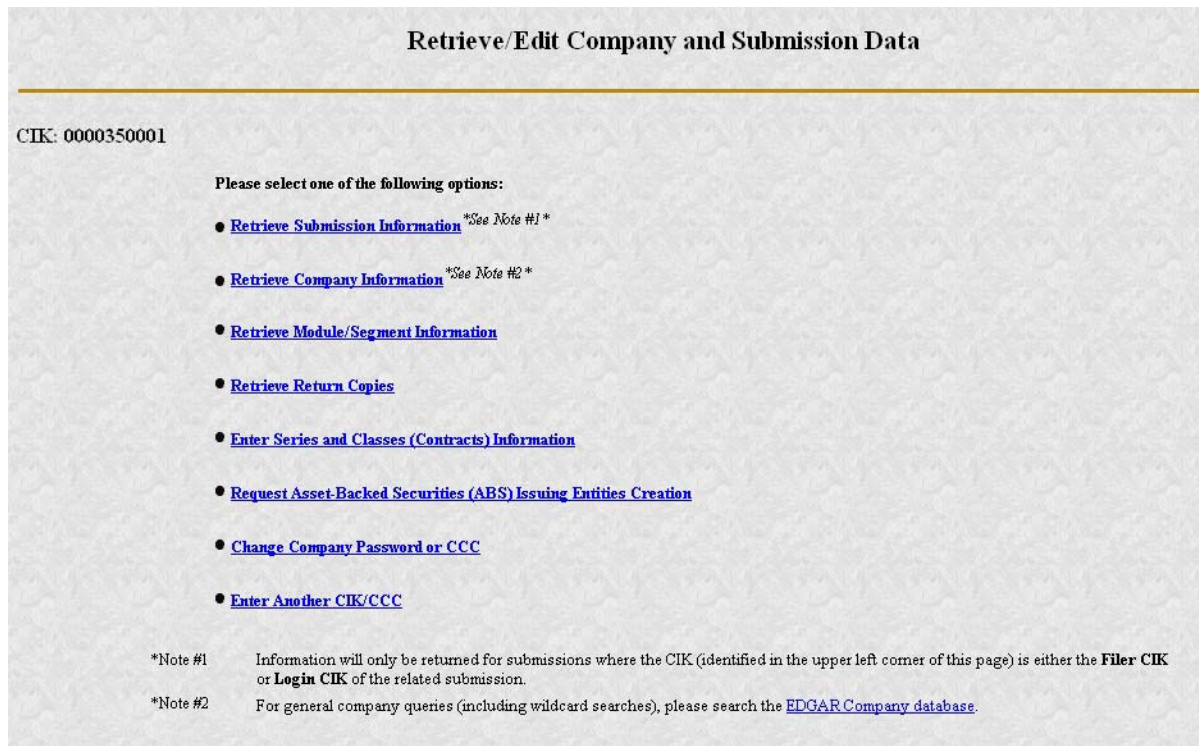 Retrieve/Edit Company and Submission Data
CIK: 0000350001
Please select one of the following options:
Retrieve Submission Information *See Note #1*
Retrieve Company Information *See Note #2*
Retrieve Module/Segment Information
Retrieve Return Copies
Enter Series and Classes (Contracts) Information
Request Asset-Backed Securities (ABS) Issuing Entities Creation
Change Company Password or CCC
Enter Another CIK/CCC
*Note #1 Information will only be returned for submissions where the CIK (identified in the upper left corner of this page) is either the Filer CIK
or Login CIK of the related submission.
*Note #2 For general company queries (including wildcard searches), please search the EDGAR Company database.